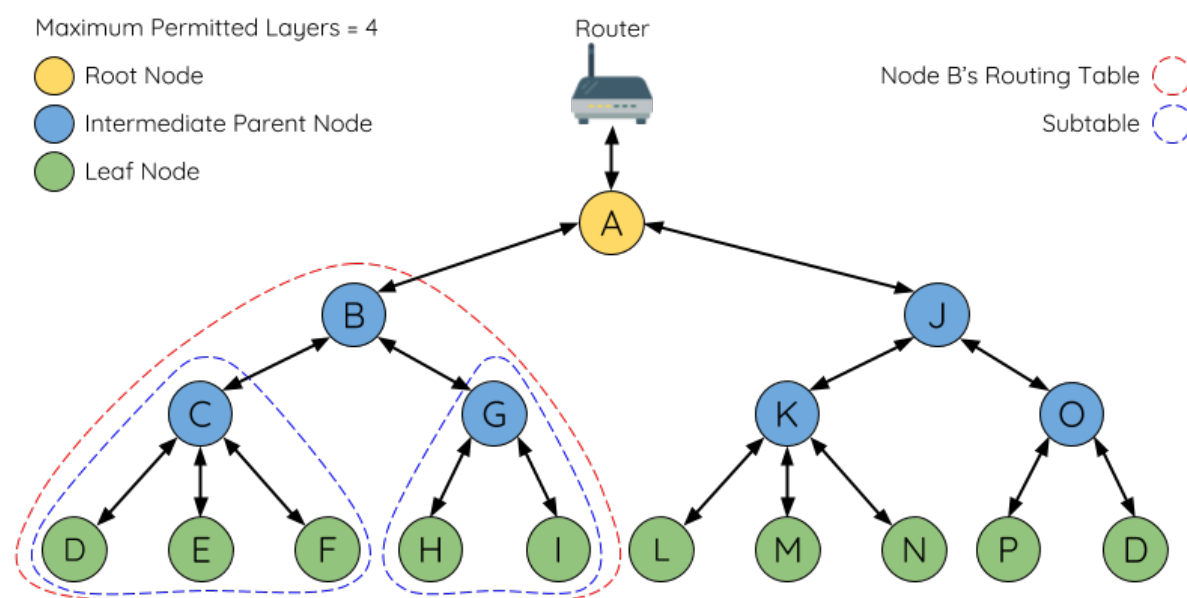 Maximum Permitted Layers = 4
Router
Root Node
Node B's Routing Table
Intermediate Parent Node
Subtable
Leaf Node
A
B
J
C
G
K
O
D
E
F
H
I
L
M
N
P
D